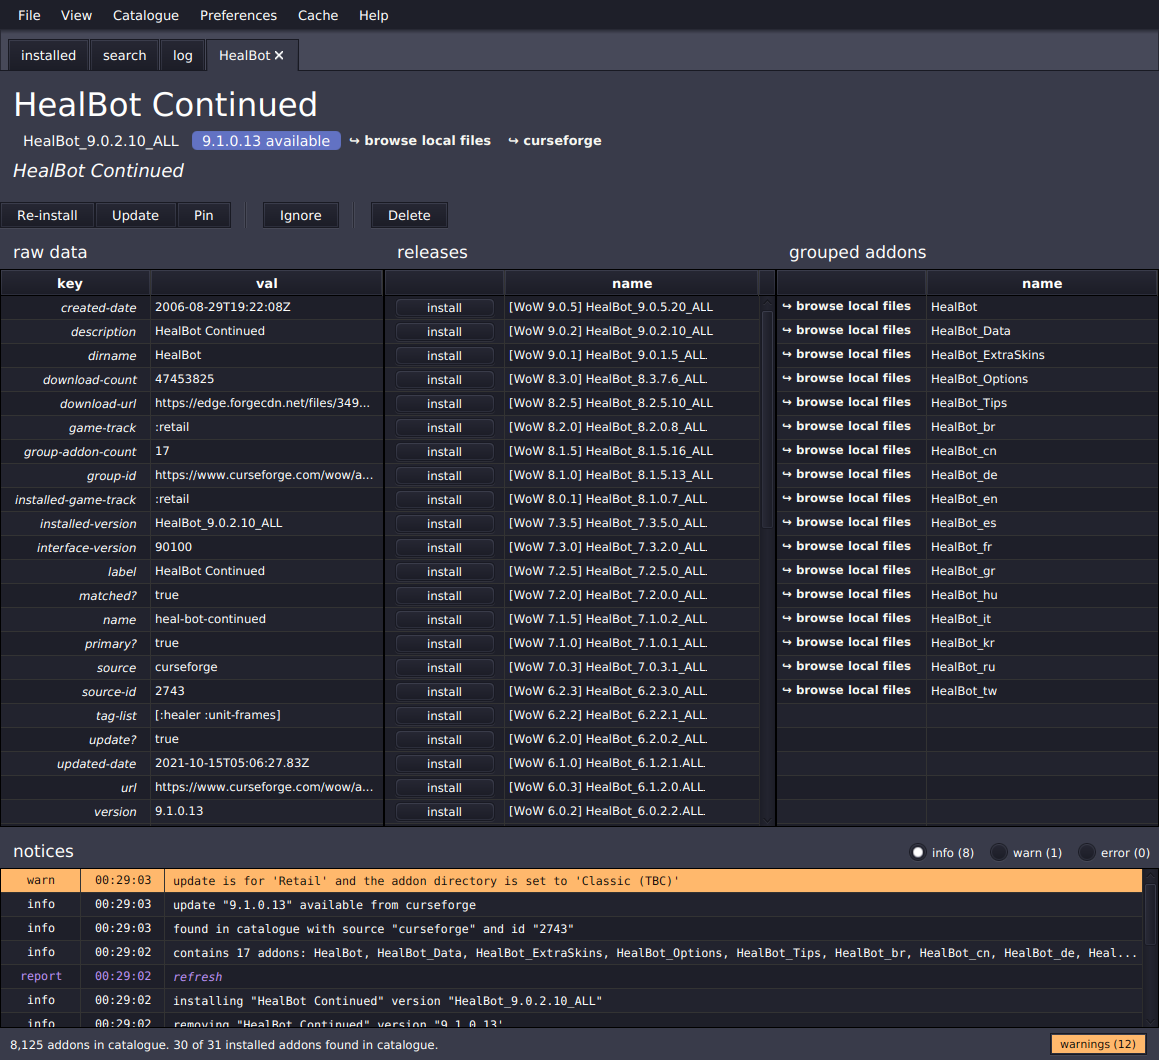 File View Catalogue Preferences Cache Help
installed search log HealBot ✕
HealBot Continued
HealBot_9.0.2.10_ALL 9.1.0.13 available ↪ browse local files ↪ curseforge
HealBot Continued
Re-install Update Pin Ignore Delete
raw data releases grouped addons
key val name name
created-date 2006-08-29T19:22:08Z install [WoW 9.0.5] HealBot_9.0.5.20_ALL ↪ browse local files HealBot
description HealBot Continued install [WoW 9.0.2] HealBot_9.0.2.10_ALL ↪ browse local files HealBot_Data
dirname HealBot install [WoW 9.0.1] HealBot_9.0.1.5_ALL ↪ browse local files HealBot_ExtraSkins
download-count 47453825 install [WoW 8.3.0] HealBot_8.3.7.6_ALL ↪ browse local files HealBot_Options
download-url https://edge.forgecdn.net/files/349... install [WoW 8.2.5] HealBot_8.2.5.10_ALL ↪ browse local files HealBot_Tips
game-track :retail install [WoW 8.2.0] HealBot_8.2.0.8_ALL ↪ browse local files HealBot_br
group-addon-count 17 install [WoW 8.1.5] HealBot_8.1.5.16_ALL ↪ browse local files HealBot_cn
group-id https://www.curseforge.com/wow/a... install [WoW 8.1.0] HealBot_8.1.5.13_ALL ↪ browse local files HealBot_de
installed-game-track :retail install [WoW 8.0.1] HealBot_8.1.0.7_ALL ↪ browse local files HealBot_en
installed-version HealBot_9.0.2.10_ALL install [WoW 7.3.5] HealBot_7.3.5.0_ALL ↪ browse local files HealBot_es
interface-version 90100 install [WoW 7.3.0] HealBot_7.3.2.0_ALL ↪ browse local files HealBot_fr
label HealBot Continued install [WoW 7.2.5] HealBot_7.2.5.0_ALL ↪ browse local files HealBot_gr
matched? true install [WoW 7.2.0] HealBot_7.2.0.0_ALL ↪ browse local files HealBot_hu
name heal-bot-continued install [WoW 7.1.5] HealBot_7.1.0.2_ALL ↪ browse local files HealBot_it
primary? true install [WoW 7.1.0] HealBot_7.1.0.1_ALL ↪ browse local files HealBot_kr
source curseforge install [WoW 7.0.3] HealBot_7.0.3.1_ALL ↪ browse local files HealBot_ru
source-id 2743 install [WoW 6.2.3] HealBot_6.2.3.0_ALL ↪ browse local files HealBot_tw
tag-list [:healer :unit-frames] install [WoW 6.2.2] HealBot_6.2.2.1_ALL
update? true install [WoW 6.2.0] HealBot_6.2.0.2_ALL
updated-date 2021-10-15T05:06:27.83Z install [WoW 6.1.0] HealBot_6.1.2.1.ALL
url https://www.curseforge.com/wow/a... install [WoW 6.0.3] HealBot_6.1.2.0.ALL
version 9.1.0.13 install [WoW 6.0.2] HealBot_6.0.2.2.ALL
notices info (8) warn (1) error (0)
warn 00:29:03 update is for 'Retail' and the addon directory is set to 'Classic (TBC)'
info 00:29:03 update "9.1.0.13" available from curseforge
info 00:29:03 found in catalogue with source "curseforge" and id "2743"
info 00:29:02 contains 17 addons: HealBot, HealBot_Data, HealBot_ExtraSkins, HealBot_Options, HealBot_Tips, HealBot_br, HealBot_cn, HealBot_de, Heal...
report 00:29:02 refresh
info 00:29:02 installing "HealBot Continued" version "HealBot_9.0.2.10_ALL"
info 00:29:02 removing "HealBot Continued" version "9.1.0.13"
8,125 addons in catalogue. 30 of 31 installed addons found in catalogue. warnings (12)